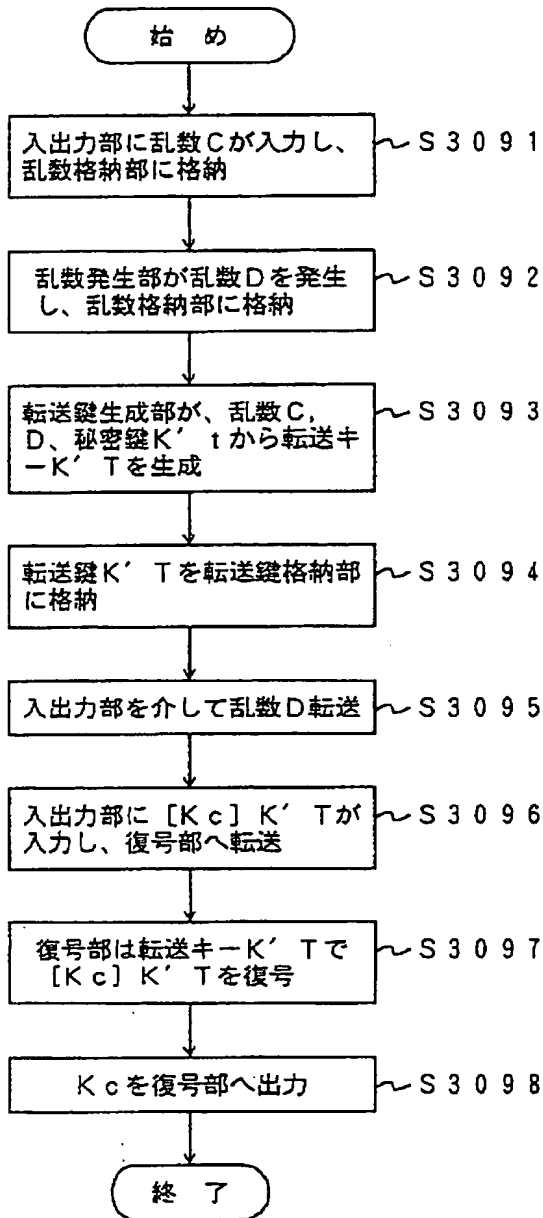 始 め
入出力部に乱数Cが入力し、
乱数格納部に格納
S3091
乱数発生部が乱数Dを発生
し、乱数格納部に格納
S3092
転送鍵生成部が、乱数C,
D、秘密鍵K′tから転送キ
ーK′Tを生成
S3093
転送鍵K′Tを転送鍵格納部
に格納
S3094
入出力部を介して乱数D転送
S3095
入出力部に[Kc]K′Tが
入力し、復号部へ転送
S3096
復号部は転送キーK′Tで
[Kc]K′Tを復号
S3097
Kcを復号部へ出力
S3098
終 了